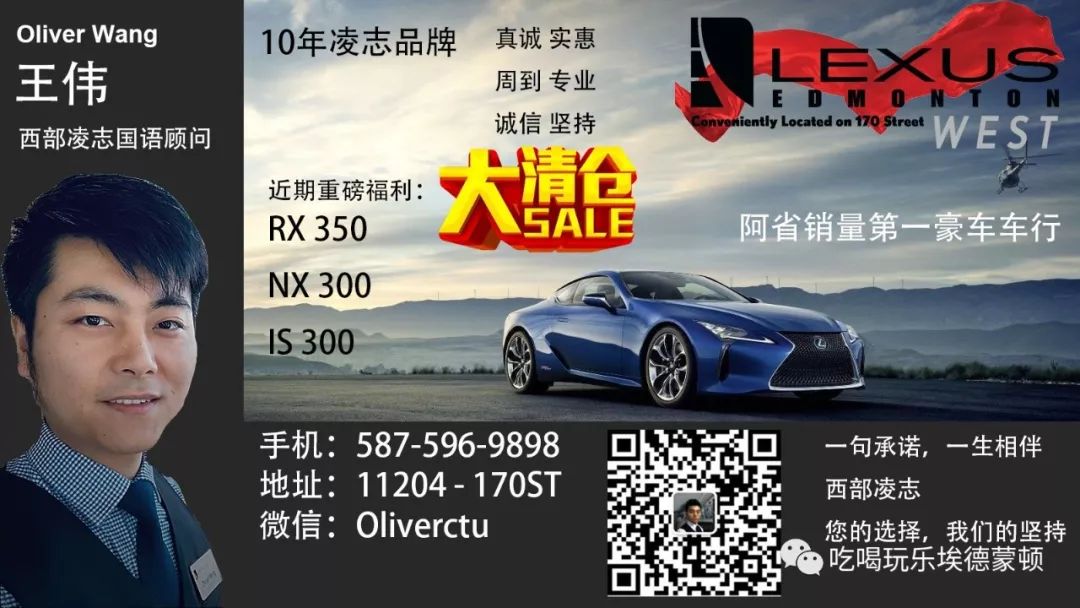 Oliver Wang
王伟
西部凌志国语顾问
10年凌志品牌
真诚 实惠
周到 专业
诚信 坚持
LEXUS
EDMONTON
Conveniently Located on 170 Street
WEST
近期重磅福利：
大清仓
SALE
RX 350
NX 300
IS 300
阿省销量第一豪车车行
手机：587-596-9898
地址：11204 - 170ST
微信：Oliverctu
一句承诺，一生相伴
西部凌志
您的选择，我们的坚持
吃喝玩乐埃德蒙顿